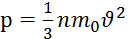 p = 1/3 nm₀ϑ²